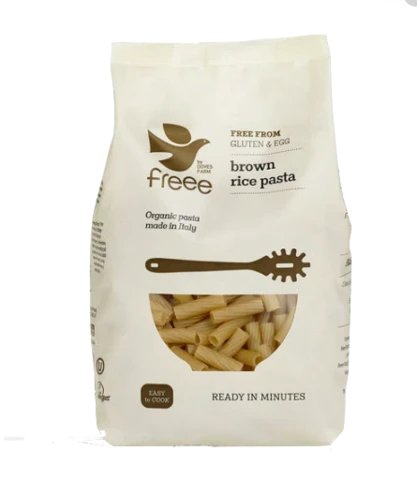 FREE FROM
GLUTEN & EGG
brown
rice pasta
by
DOVES
FARM
freee
Organic pasta
made in Italy
EASY
to COOK
READY IN MINUTES